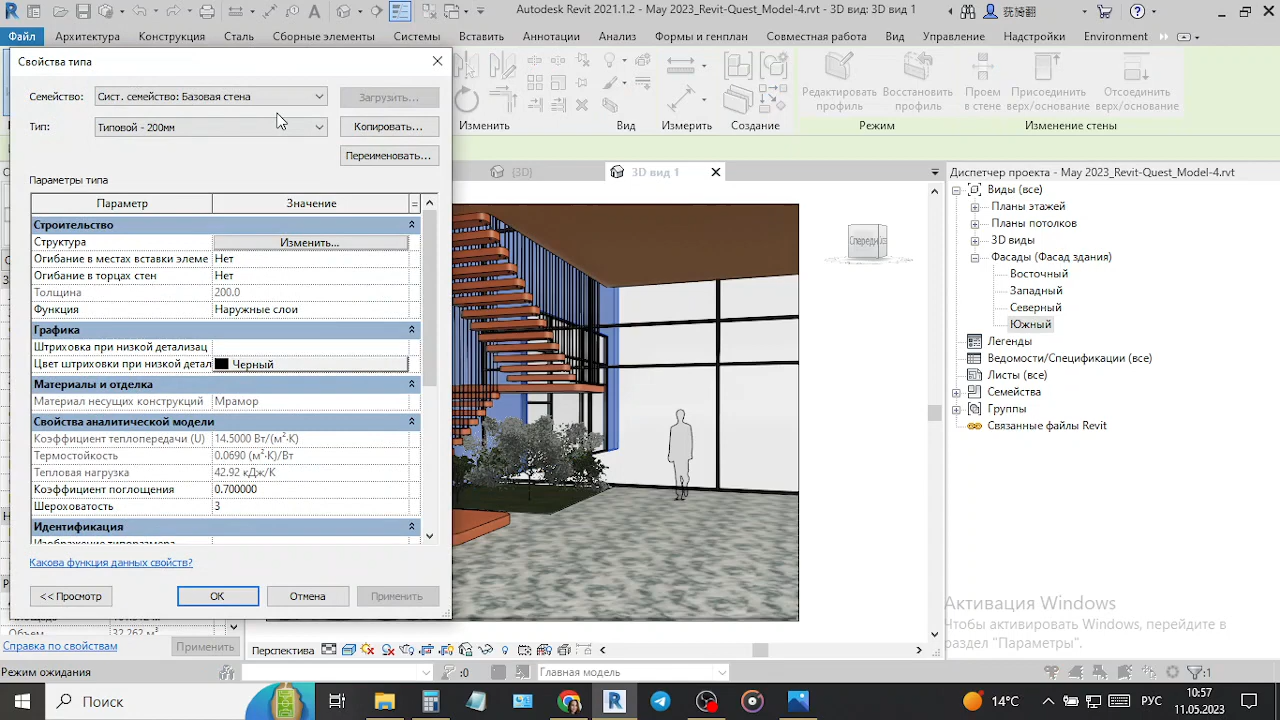 Autodesk Revit 2021.1.2 - May 2023_Revit-Quest_Model-4.rvt - 3D вид: 3D вид 1
Файл
Архитектура
Конструкция
Сталь
Сборные элементы
Системы
Вставить
Аннотации
Анализ
Формы и генплан
Совместная работа
Вид
Управление
Надстройки
Environment
Редактировать профиль
Восстановить профиль
Проем в стене
Присоединить верх/основание
Отсоединить верх/основание
Изменить
Вид
Измерить
Создание
Режим
Изменение стены
Свойства типа
Семейство:
Сист. семейство: Базовая стена
Загрузить...
Тип:
Типовой - 200мм
Копировать...
Переименовать...
Параметры типа
Параметр
Значение
=
Строительство
Структура
Изменить...
Огибание в местах вставки элеме
Нет
Огибание в торцах стен
Нет
Толщина
200.0
Функция
Наружные слои
Графика
Штриховка при низкой детализац
Цвет штриховки при низкой детал
Черный
Материалы и отделка
Материал несущих конструкций
Мрамор
Свойства аналитической модели
Коэффициент теплопередачи (U)
14.5000 Вт/(м²·К)
Термостойкость
0.0690 (м²·К)/Вт
Тепловая нагрузка
42.92 кДж/К
Коэффициент поглощения
0.700000
Шероховатость
3
Идентификация
Какова функция данных свойств?
<< Просмотр
ОК
Отмена
Применить
Справка по свойствам
Применить
{3D}
3D вид 1
Спереди
Диспетчер проекта - May 2023_Revit-Quest_Model-4.rvt
Виды (все)
Планы этажей
Планы потолков
3D виды
Фасады (Фасад здания)
Восточный
Западный
Северный
Южный
Легенды
Ведомости/Спецификации (все)
Листы (все)
Семейства
Группы
Связанные файлы Revit
Активация Windows
Чтобы активировать Windows, перейдите в
раздел "Параметры".
Перспектива
Режим ожидания
:0
Главная модель
:1
Поиск
14°C
РУС
10:57
11.05.2023